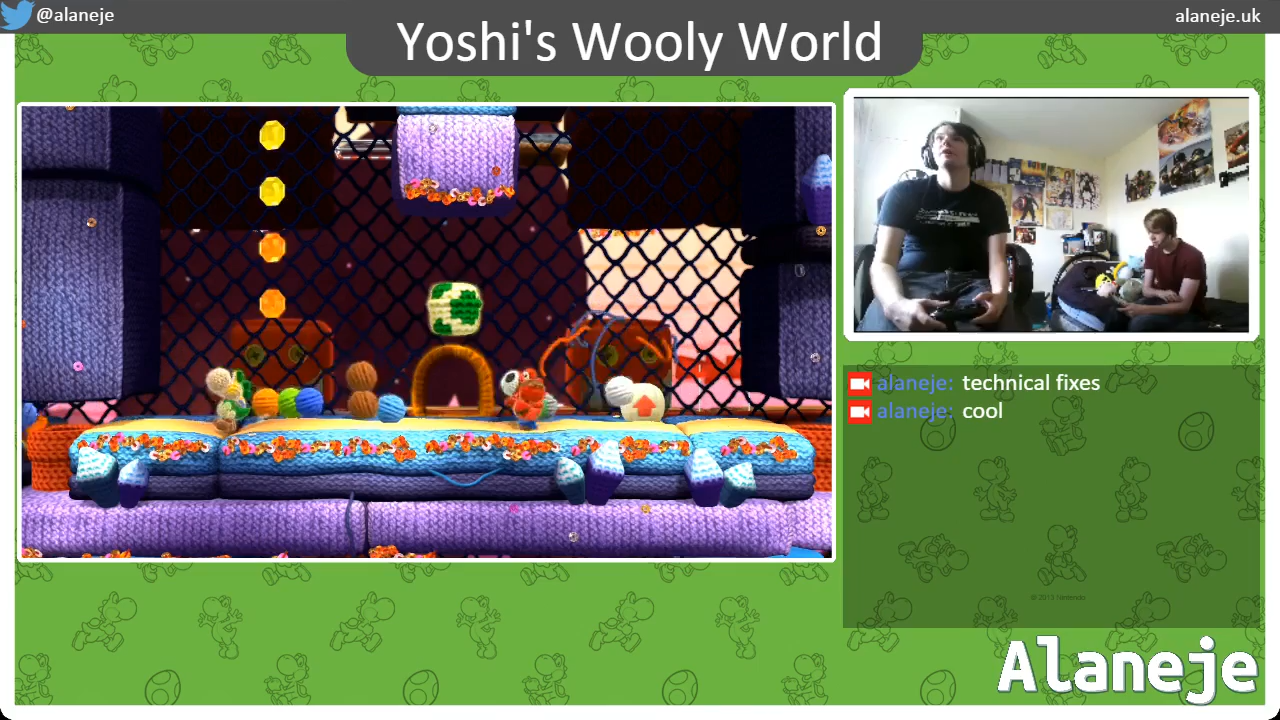 @alaneje
alaneje.uk
Yoshi's Wooly World
alaneje: technical fixes
alaneje: cool
© 2013 Nintendo
Alaneje